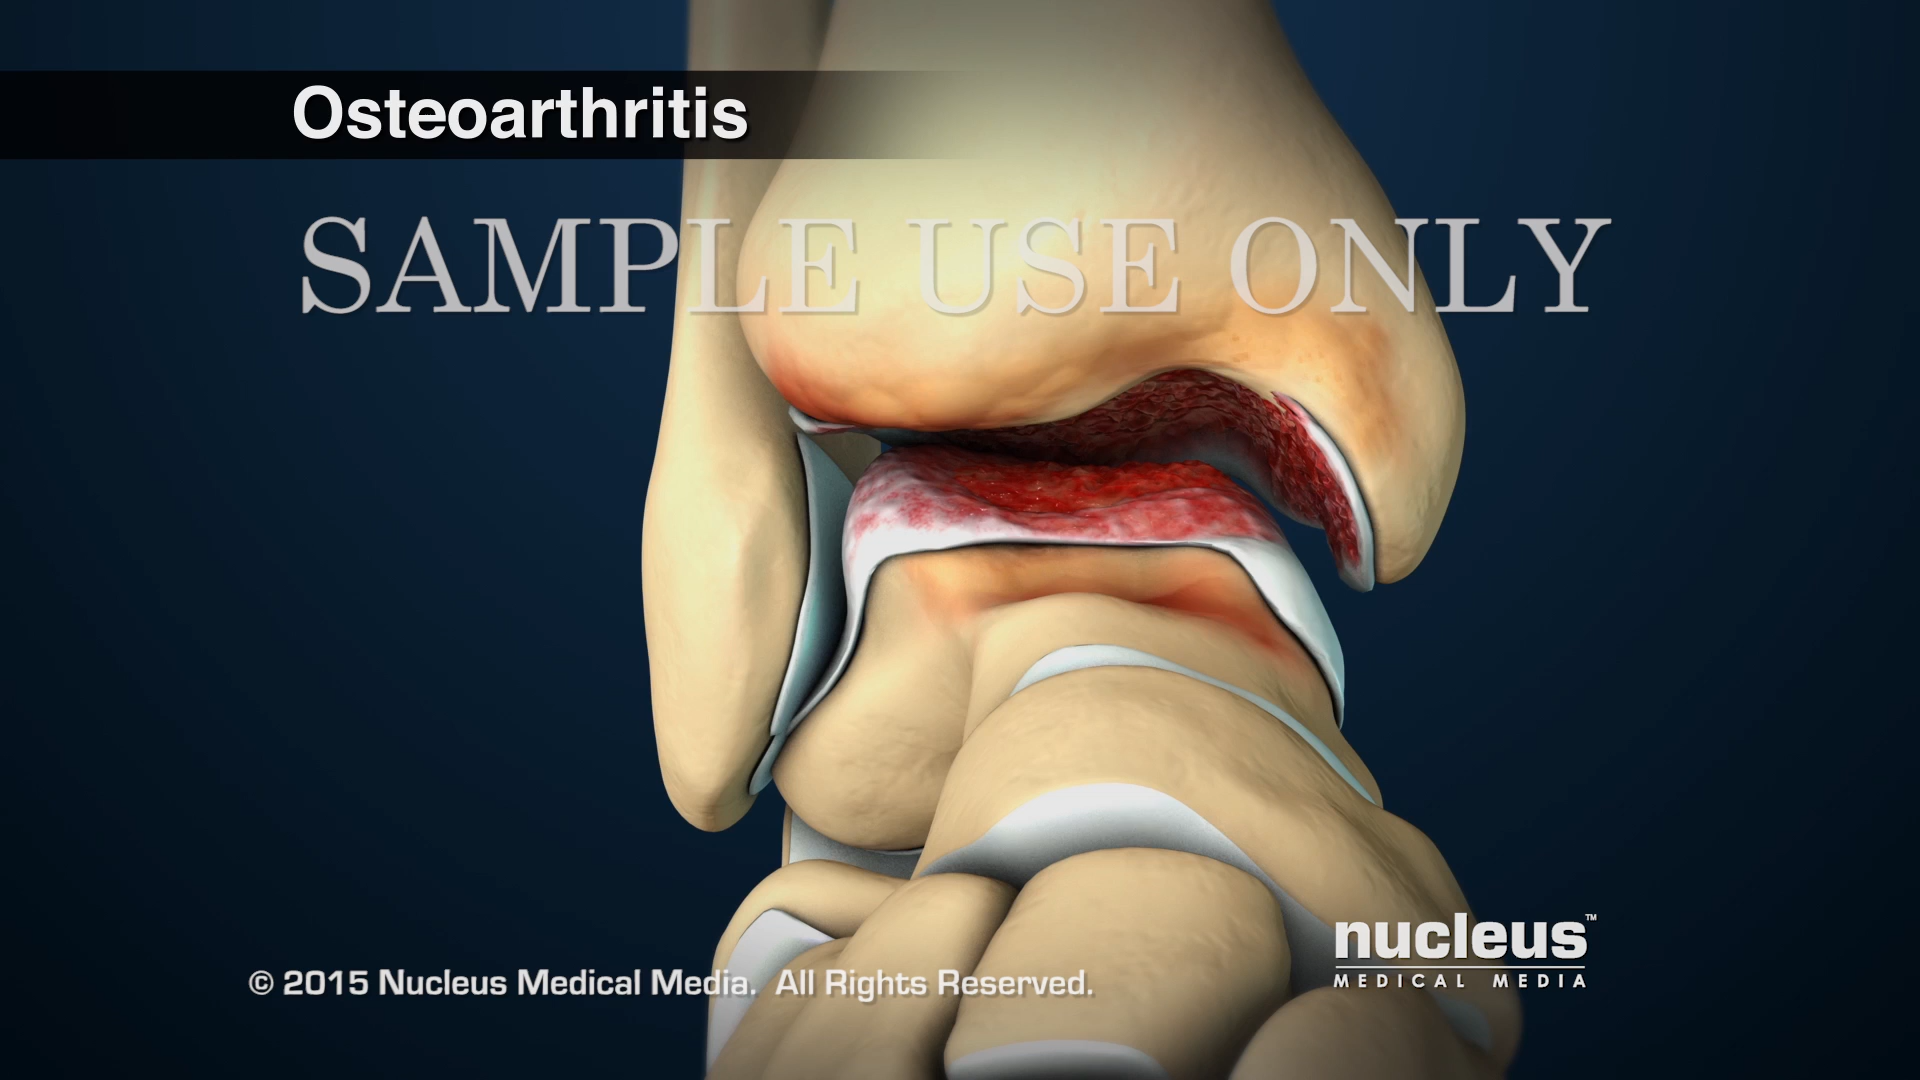 Osteoarthritis
SAMPLE USE ONLY
© 2015 Nucleus Medical Media. All Rights Reserved.
nucleus™
MEDICAL MEDIA